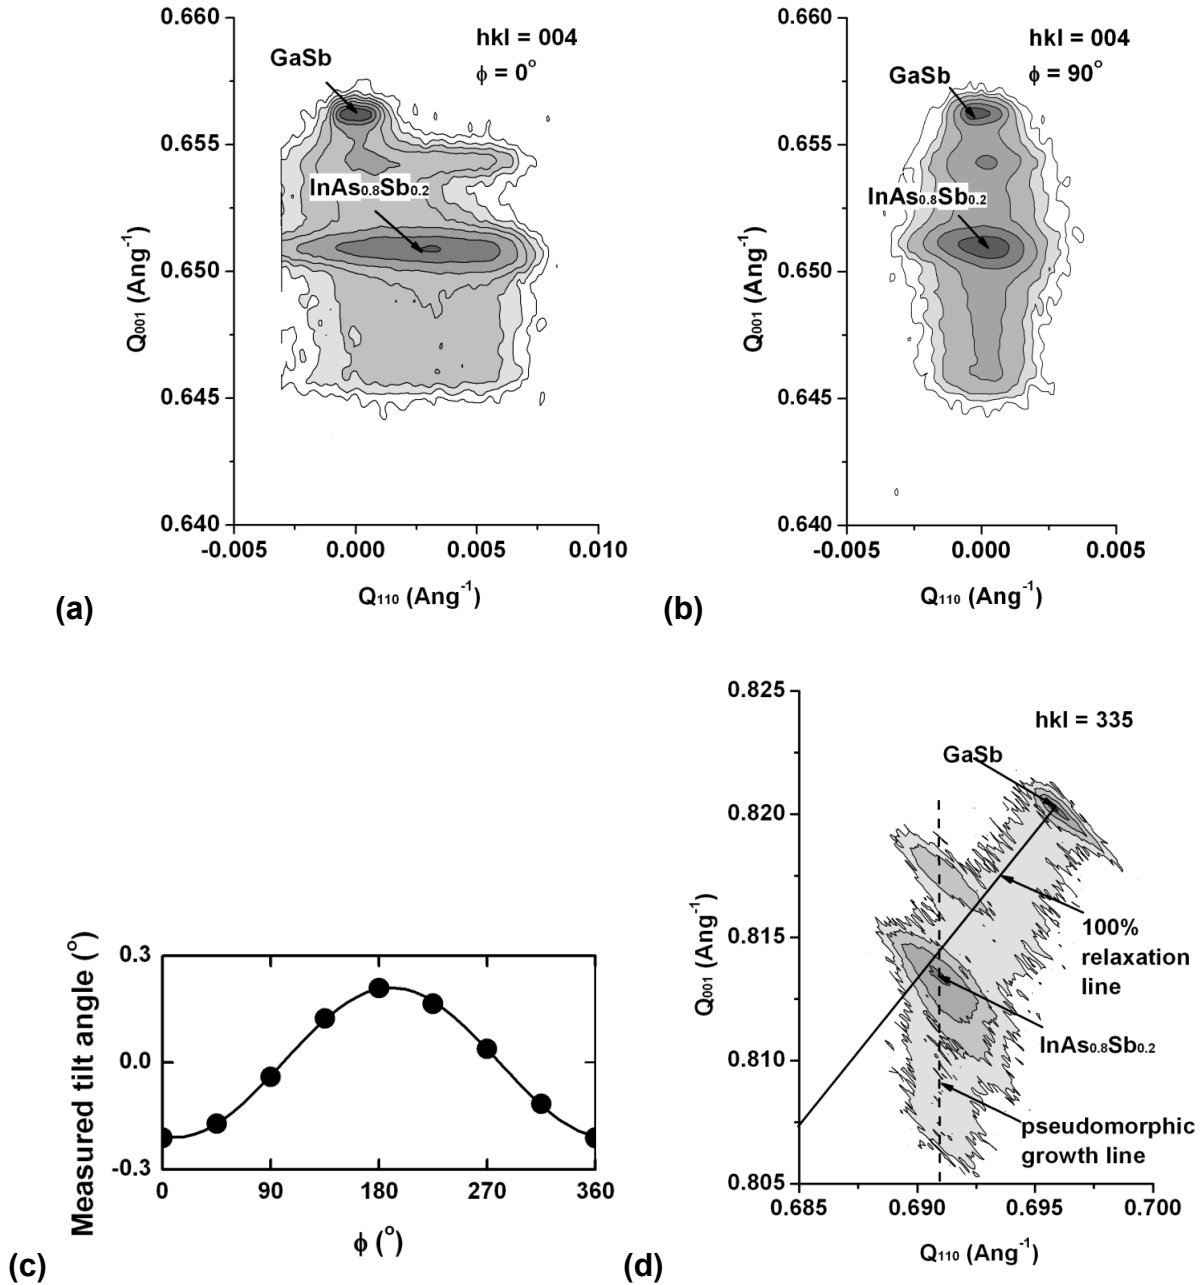 0.660
0.655
0.650
0.645
0.640
-0.005 0.000 0.005 0.010
Q001 (Ang-1)
Q110 (Ang-1)
hkl = 004
ϕ = 0°
GaSb
InAs0.8Sb0.2
(a)
0.660
0.655
0.650
0.645
0.640
-0.005 0.000 0.005
Q001 (Ang-1)
Q110 (Ang-1)
hkl = 004
ϕ = 90°
GaSb
InAs0.8Sb0.2
(b)
0.3
0.0
-0.3
0 90 180 270 360
Measured tilt angle (°)
ϕ (°)
(c)
0.825
0.820
0.815
0.810
0.805
0.685 0.690 0.695 0.700
Q001 (Ang-1)
Q110 (Ang-1)
hkl = 335
GaSb
100%
relaxation
line
InAs0.8Sb0.2
pseudomorphic
growth line
(d)